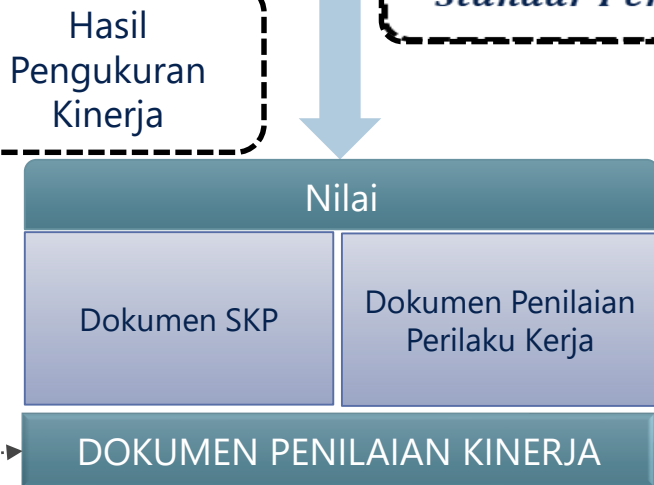 Hasil
Pengukuran
Kinerja
Nilai
Dokumen SKP
Dokumen Penilaian
Perilaku Kerja
DOKUMEN PENILAIAN KINERJA